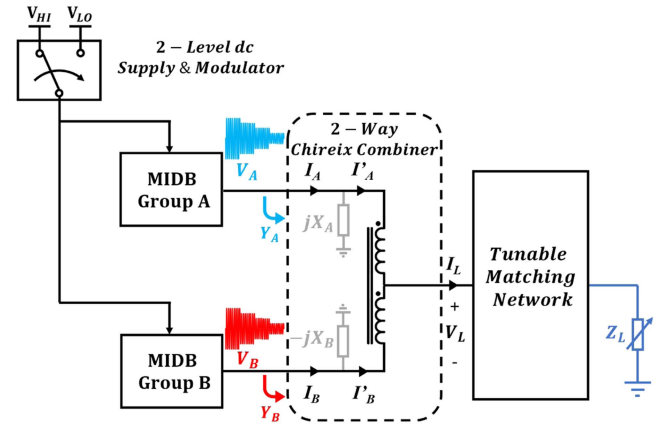 V_HI V_LO
2 – Level dc
Supply & Modulator
2 – Way
Chireix Combiner
MIDB
Group A
V_A
Y_A
I_A I'_A
jX_A
I_L
+
V_L
-
Tunable
Matching
Network
Z_L
MIDB
Group B
V_B
Y_B
-jX_B
I_B I'_B